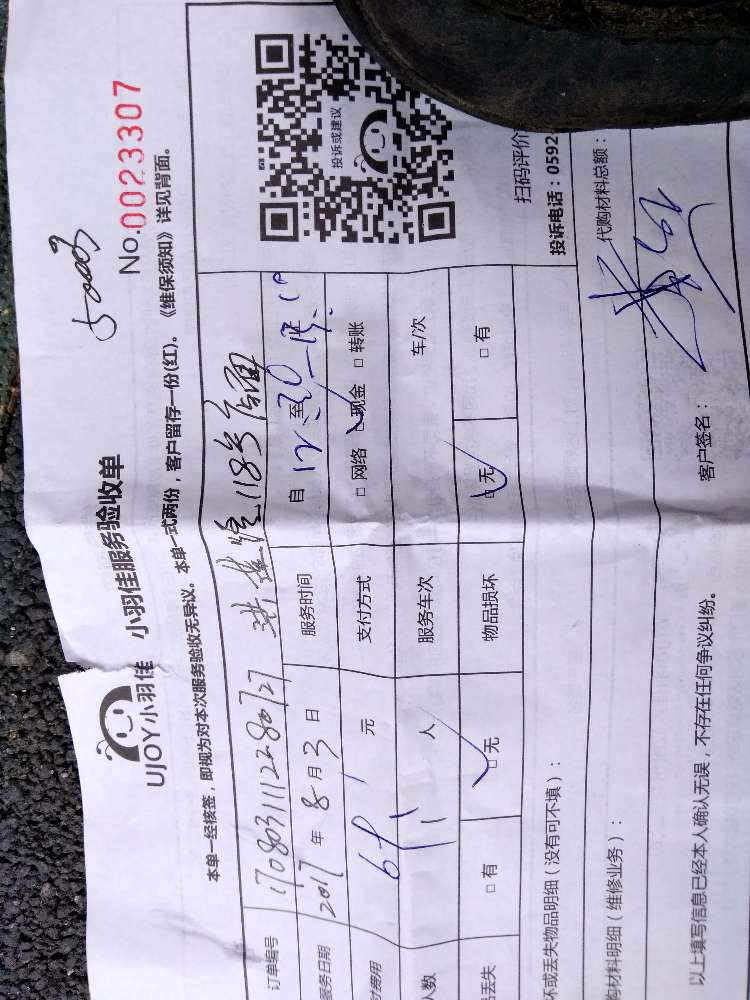 UJOY小羽佳 小羽佳服务验收单
No.0023307
本单一经核签，即视为对本次服务验收无异议。本单一式两份，客户留存一份(红)。《维保须知》详见背面。
订单编号 118号
服务日期 2017 年 8 月 3 日 服务时间 自 12:30 至
费用 元 支付方式 □ 网络 □ 现金 □ 转账
人数 人 服务车次 车/次
丢失 □ 有 □ 无 物品损坏 □ 无 □ 有
投诉或建议
扫码评价
投诉电话：0592
坏或丢失物品明细（没有可不填）：
购材料明细（维修业务）： 代购材料总额：
以上填写信息已经本人确认无误，不存在任何争议纠纷。 客户签名：